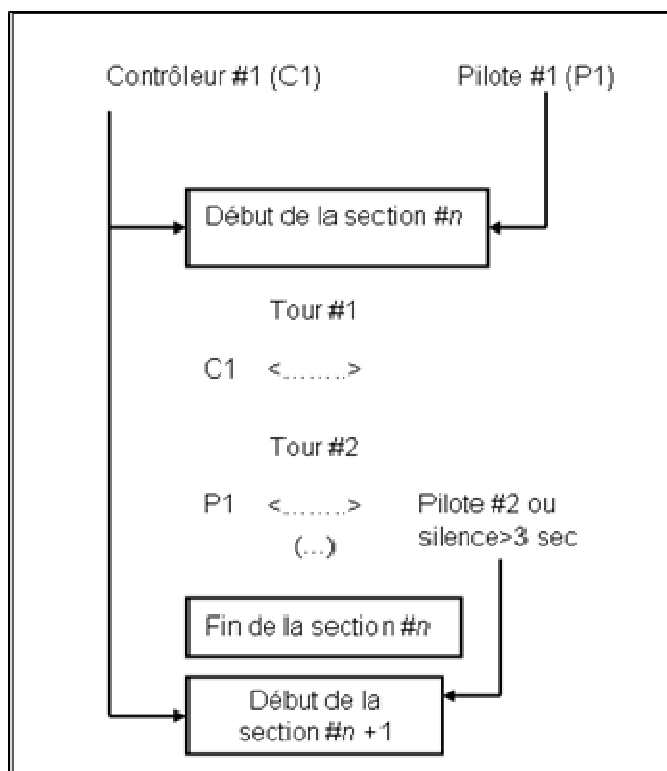 Contrôleur #1 (C1)
Pilote #1 (P1)
Début de la section #n
Tour #1
C1 <........>
Tour #2
P1 <........>
(...)
Pilote #2 ou
silence>3 sec
Fin de la section #n
Début de la
section #n +1